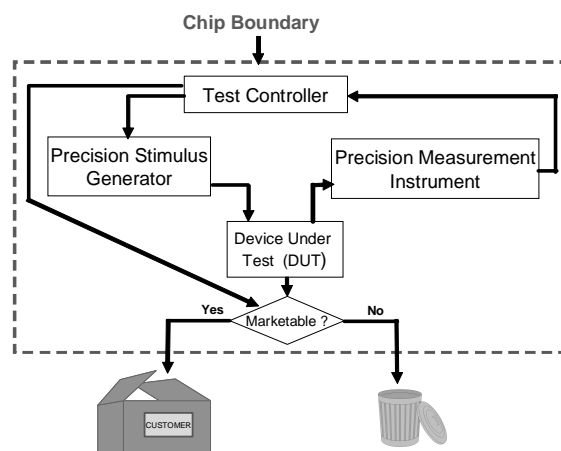 Chip Boundary
Test Controller
Precision Stimulus
Generator
Precision Measurement
Instrument
Device Under
Test (DUT)
Yes
Marketable ?
No
CUSTOMER